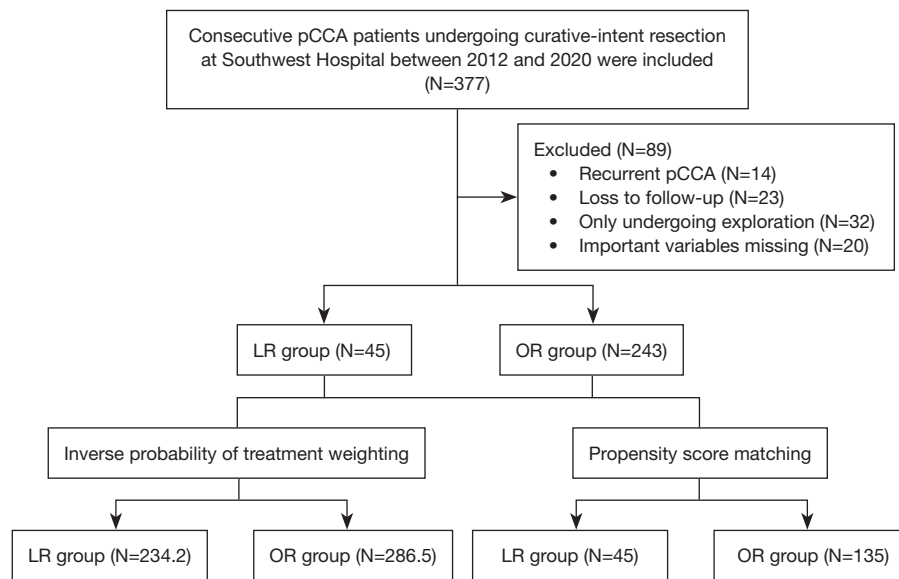 Consecutive pCCA patients undergoing curative-intent resection
at Southwest Hospital between 2012 and 2020 were included
(N=377)
Excluded (N=89)
• Recurrent pCCA (N=14)
• Loss to follow-up (N=23)
• Only undergoing exploration (N=32)
• Important variables missing (N=20)
LR group (N=45)
OR group (N=243)
Inverse probability of treatment weighting
Propensity score matching
LR group (N=234.2)
OR group (N=286.5)
LR group (N=45)
OR group (N=135)